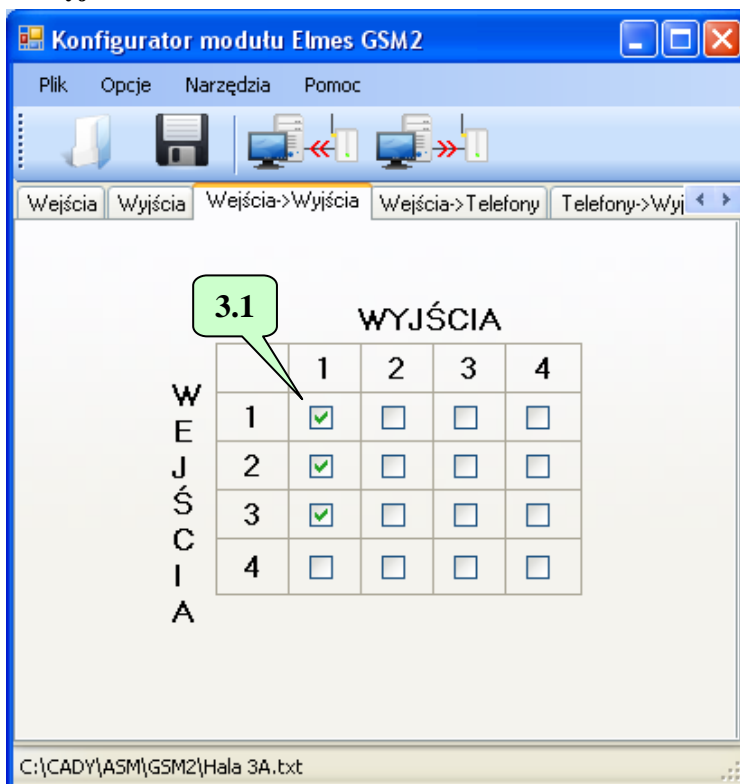 Konfigurator modułu Elmes GSM2
Plik Opcje Narzędzia Pomoc
Wejścia Wyjścia Wejścia->Wyjścia Wejścia->Telefony Telefony->Wyj
3.1
WYJŚCIA
1 2 3 4
WEJŚCIA
1
2
3
4
C:\CADY\ASM\GSM2\Hala 3A.txt